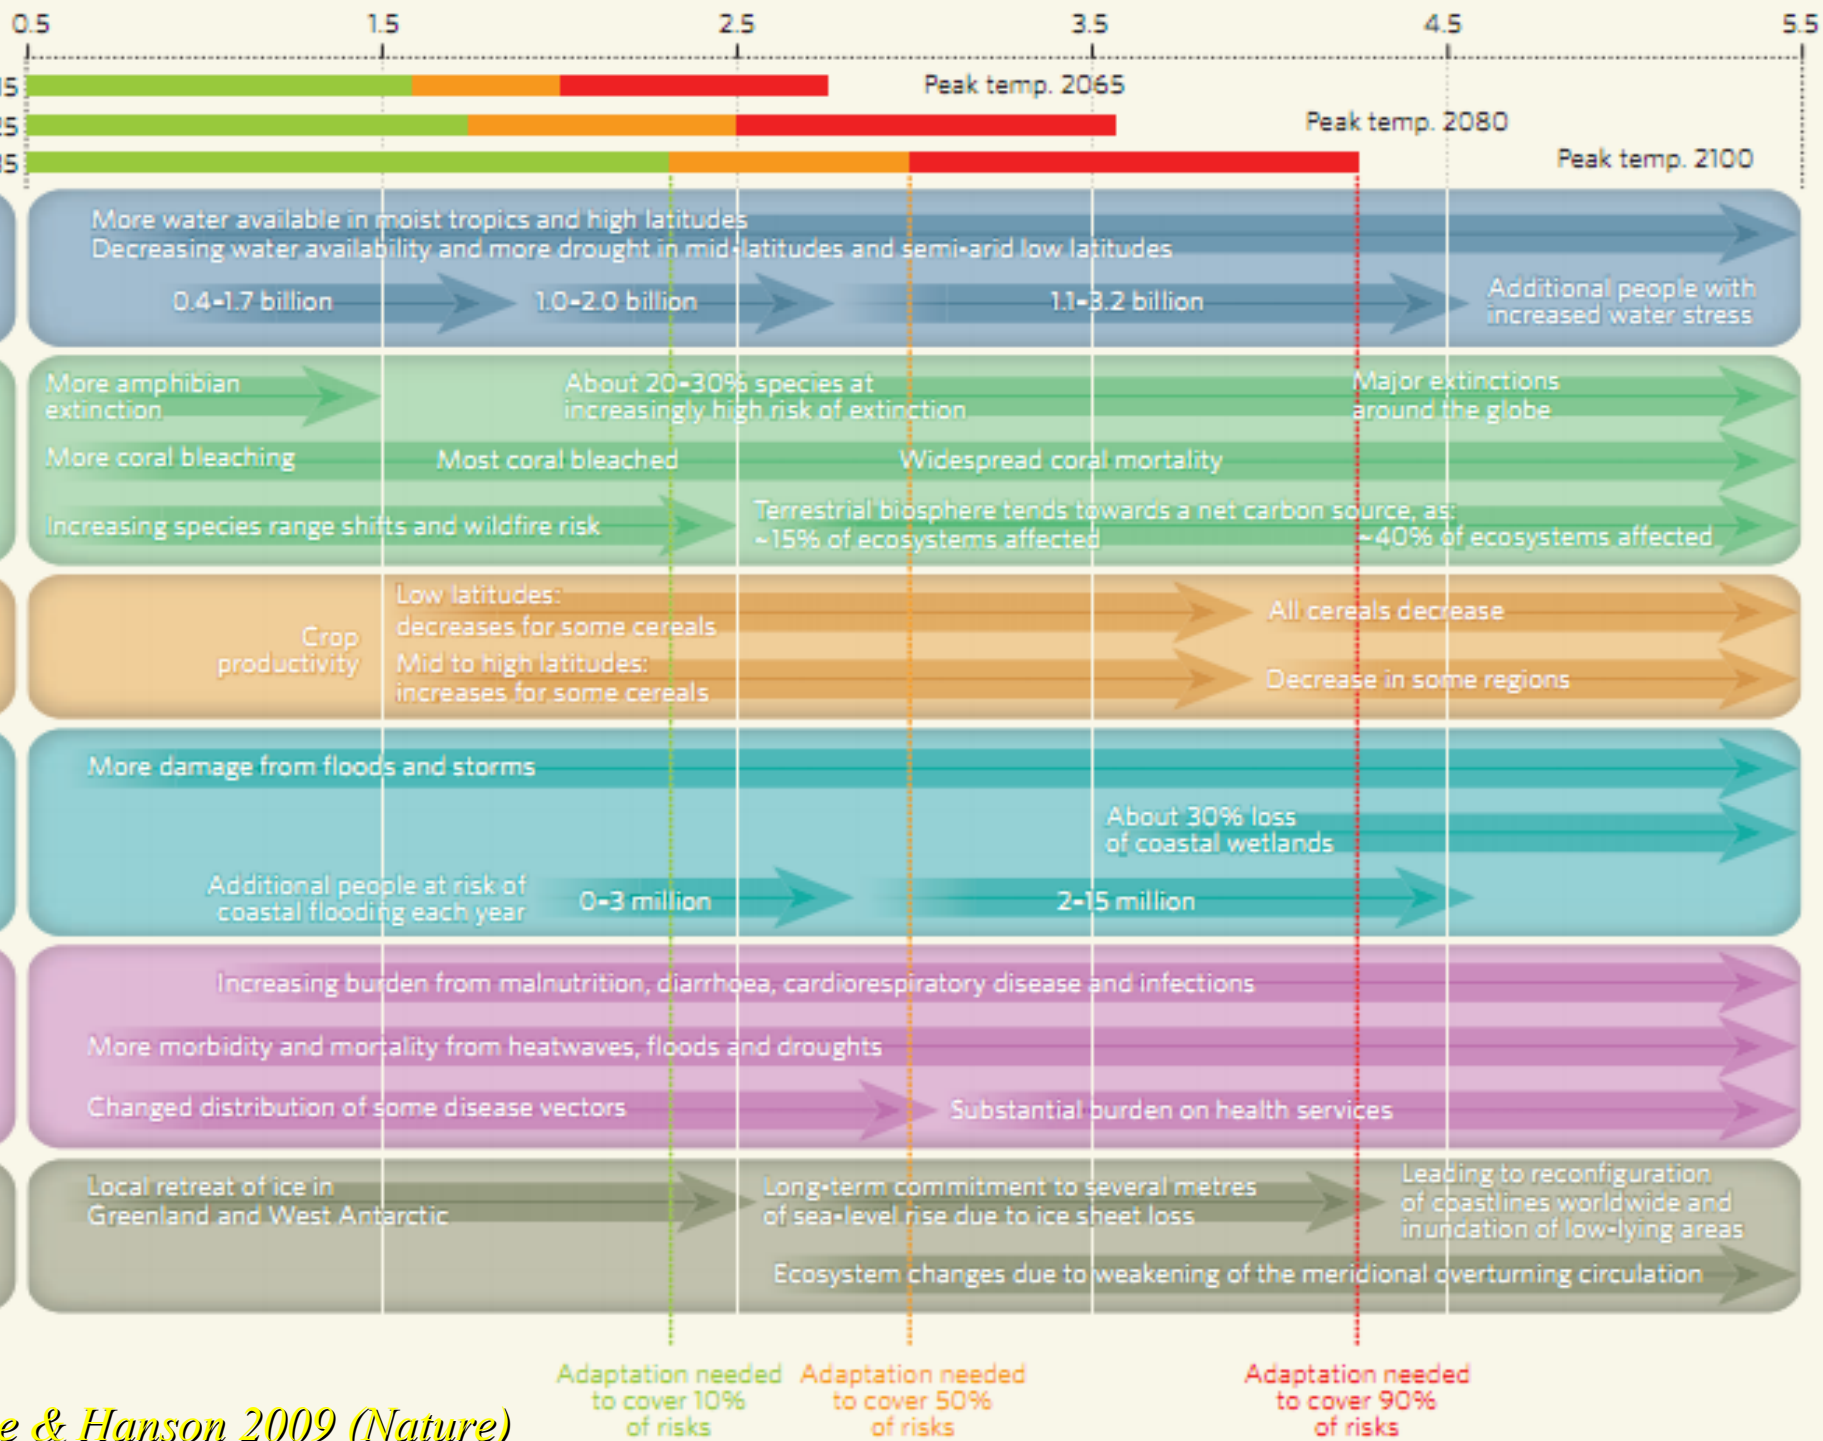 0.5 1.5 2.5 3.5 4.5 5.5
Peak temp. 2065
Peak temp. 2080
Peak temp. 2100
More water available in moist tropics and high latitudes
Decreasing water availability and more drought in mid-latitudes and semi-arid low latitudes
0.4–1.7 billion
1.0–2.0 billion
1.1–3.2 billion
Additional people with
increased water stress
More amphibian
extinction
About 20–30% species at
increasingly high risk of extinction
Major extinctions
around the globe
More coral bleaching
Most coral bleached
Widespread coral mortality
Increasing species range shifts and wildfire risk
Terrestrial biosphere tends towards a net carbon source, as:
~15% of ecosystems affected
~40% of ecosystems affected
Crop
productivity
Low latitudes:
decreases for some cereals
All cereals decrease
Mid to high latitudes:
increases for some cereals
Decrease in some regions
More damage from floods and storms
About 30% loss
of coastal wetlands
Additional people at risk of
coastal flooding each year
0–3 million
2–15 million
Increasing burden from malnutrition, diarrhoea, cardiorespiratory disease and infections
More morbidity and mortality from heatwaves, floods and droughts
Changed distribution of some disease vectors
Substantial burden on health services
Local retreat of ice in
Greenland and West Antarctic
Long-term commitment to several metres
of sea-level rise due to ice sheet loss
Leading to reconfiguration
of coastlines worldwide and
inundation of low-lying areas
Ecosystem changes due to weakening of the meridional overturning circulation
Adaptation needed
to cover 10%
of risks
Adaptation needed
to cover 50%
of risks
Adaptation needed
to cover 90%
of risks
& Hanson 2009 (Nature)